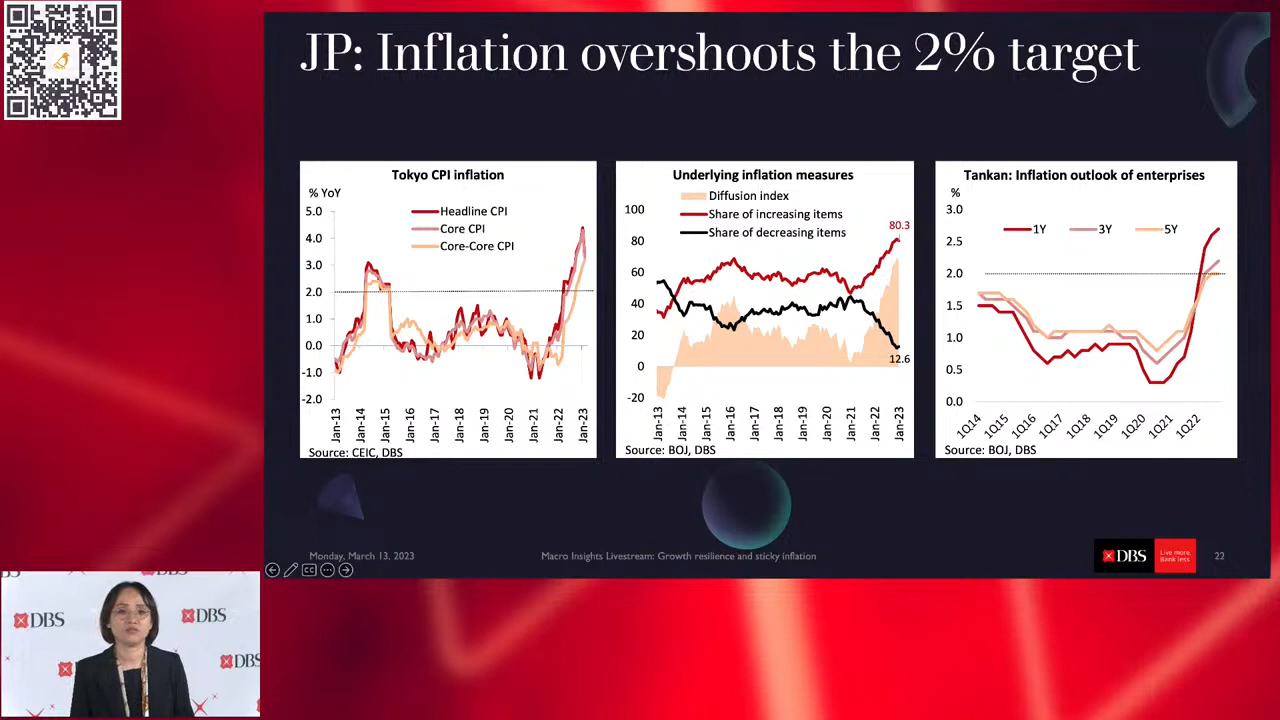 JP: Inflation overshoots the 2% target
Tokyo CPI inflation
% YoY
5.0
4.0
3.0
2.0
1.0
0.0
-1.0
-2.0
Headline CPI
Core CPI
Core-Core CPI
Jan-13
Jan-14
Jan-15
Jan-16
Jan-17
Jan-18
Jan-19
Jan-20
Jan-21
Jan-22
Jan-23
Source: CEIC, DBS
Underlying inflation measures
Diffusion index
Share of increasing items
Share of decreasing items
100
80
60
40
20
0
-20
80.3
12.6
Jan-13
Jan-14
Jan-15
Jan-16
Jan-17
Jan-18
Jan-19
Jan-20
Jan-21
Jan-22
Jan-23
Source: BOJ, DBS
Tankan: Inflation outlook of enterprises
%
3.0
2.5
2.0
1.5
1.0
0.5
0.0
1Y
3Y
5Y
1Q14
1Q15
1Q16
1Q17
1Q18
1Q19
1Q20
1Q21
1Q22
Source: BOJ, DBS
Monday, March 13, 2023
Macro Insights Livestream: Growth resilience and sticky inflation
DBS
Live more,
Bank less
22
CC
DBS
DBS
DBS